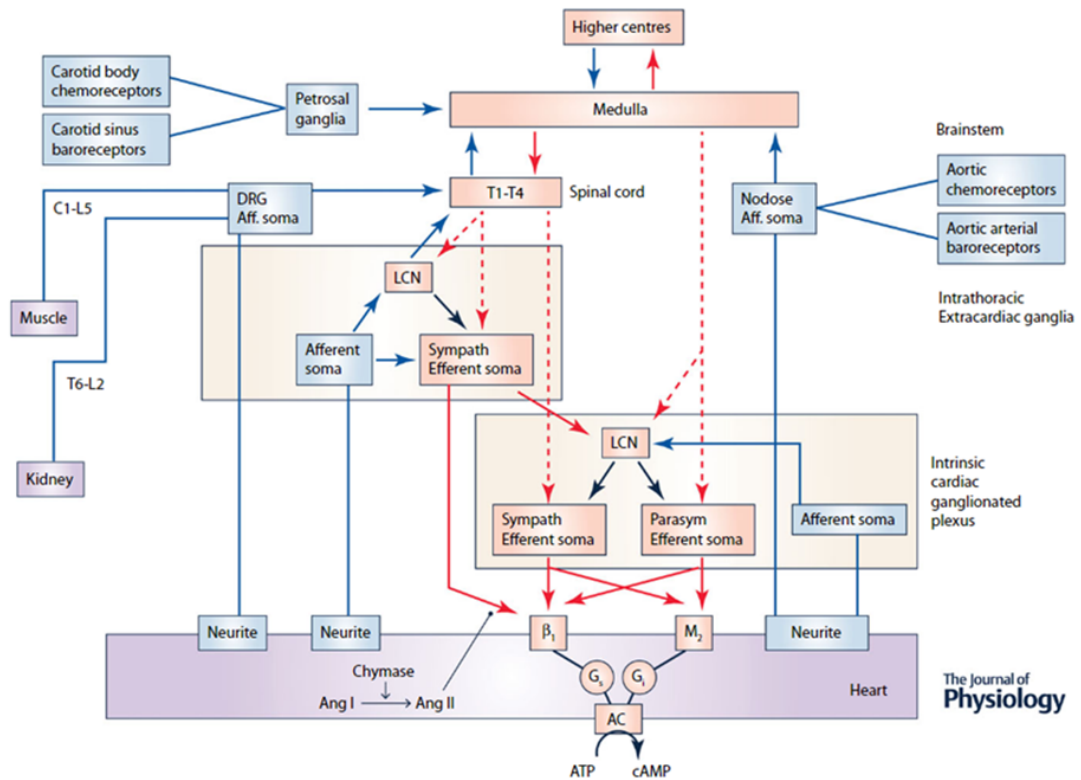 Higher centres
Carotid body
chemoreceptors
Carotid sinus
baroreceptors
Petrosal
ganglia
Medulla
Brainstem
Aortic
chemoreceptors
Aortic arterial
baroreceptors
Nodose
Aff. soma
T1-T4
Spinal cord
C1-L5
DRG
Aff. soma
LCN
Intrathoracic
Extracardiac ganglia
Muscle
Afferent
soma
Sympath
Efferent soma
T6-L2
Kidney
LCN
Intrinsic
cardiac
ganglionated
plexus
Sympath
Efferent soma
Parasym
Efferent soma
Afferent soma
Neurite
Neurite
β₁
M₂
Neurite
Chymase
Ang I
Ang II
Gₛ
Gᵢ
Heart
AC
ATP
cAMP
The Journal of
Physiology